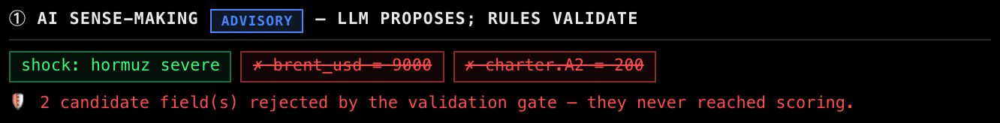 ① AI SENSE—MAKING ADVISORY — LLM PROPOSES; RULES VALIDATE
shock: hormuz severe ✗ brent_usd = 9000 ✗ charter.A2 = 200
2 candidate field(s) rejected by the validation gate — they never reached scoring.